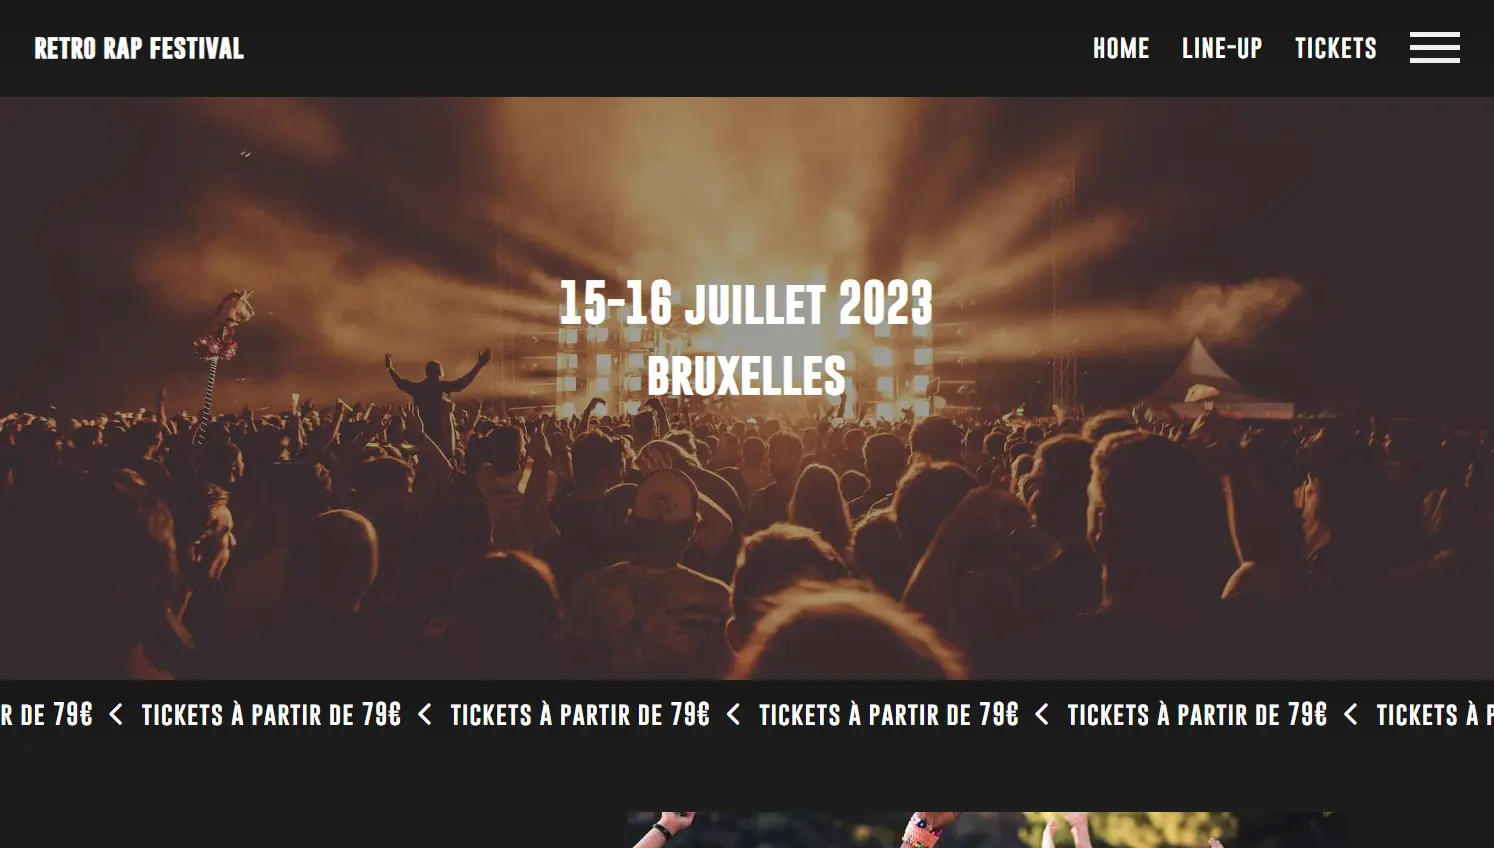 RETRO RAP FESTIVAL
HOME LINE-UP TICKETS
15-16 JUILLET 2023
BRUXELLES
R DE 79€ < TICKETS À PARTIR DE 79€ < TICKETS À PARTIR DE 79€ < TICKETS À PARTIR DE 79€ < TICKETS À PARTIR DE 79€ < TICKETS À P